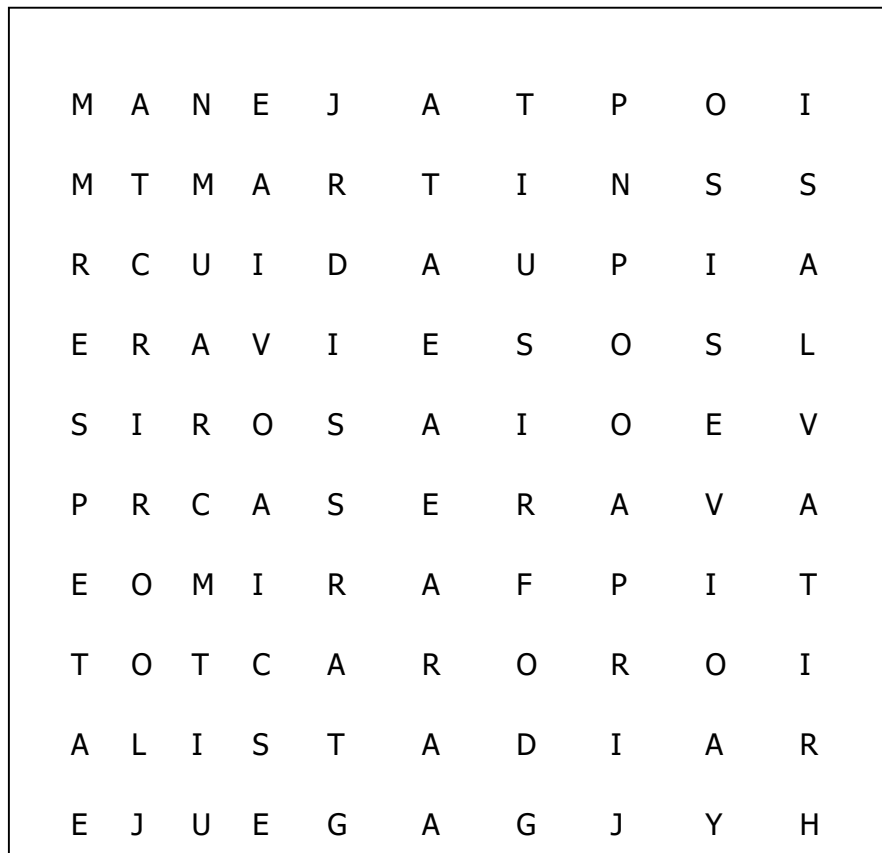 M A N E J A T P O I
M T M A R T I N S S
R C U I D A U P I A
E R A V I E S O S L
S I R O S A I O E V
P R C A S E R A V A
E O M I R A F P I T
T O T C A R O R O I
A L I S T A D I A R
E J U E G A G J Y H